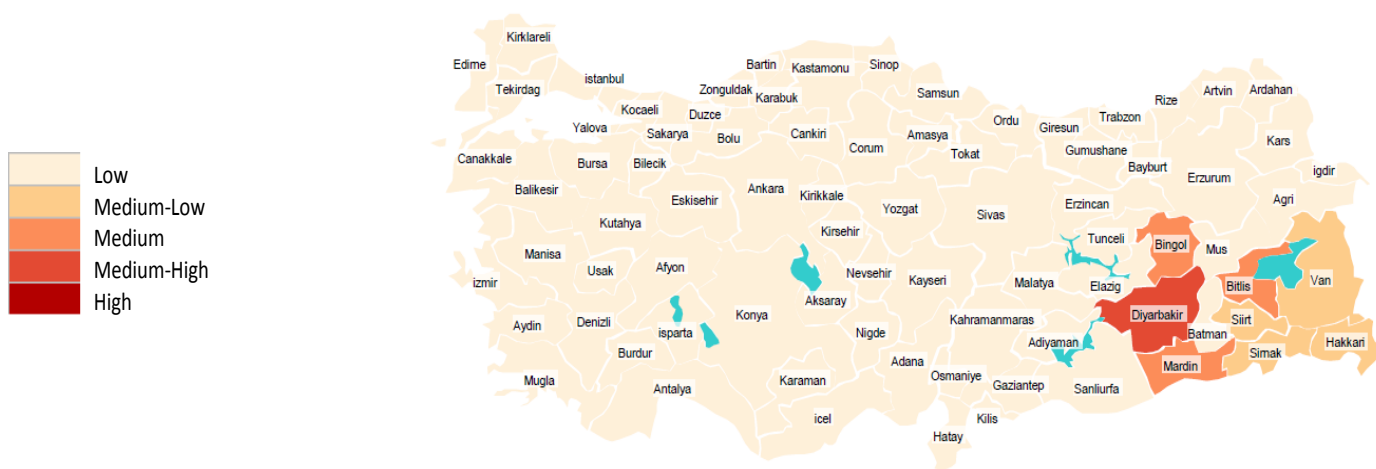 Low
Medium-Low
Medium
Medium-High
High
Kirklareli
Edime
Tekirdag
istanbul
Bartin
Kastamonu
Sinop
Zonguldak
Karabuk
Samsun
Kocaeli
Duzce
Yalova
Sakarya
Bolu
Cankiri
Corum
Amasya
Tokat
Ordu
Giresun
Trabzon
Rize
Artvin
Ardahan
Gumushane
Bayburt
Kars
igdir
Canakkale
Bursa
Bilecik
Balikesir
Eskisehir
Ankara
Kirikkale
Yozgat
Sivas
Erzincan
Erzurum
Agri
Kutahya
Kirsehir
Tunceli
Bingol
Mus
Manisa
Usak
Afyon
izmir
Nevsehir
Kayseri
Malatya
Elazig
Bitlis
Van
Aksaray
Konya
Aydin
Denizli
isparta
Nigde
Kahramanmaras
Diyarbakir
Siirt
Batman
Adiyaman
Burdur
Simak
Hakkari
Mugla
Antalya
Karaman
Adana
Osmaniye
Gaziantep
Sanliurfa
Mardin
icel
Kilis
Hatay